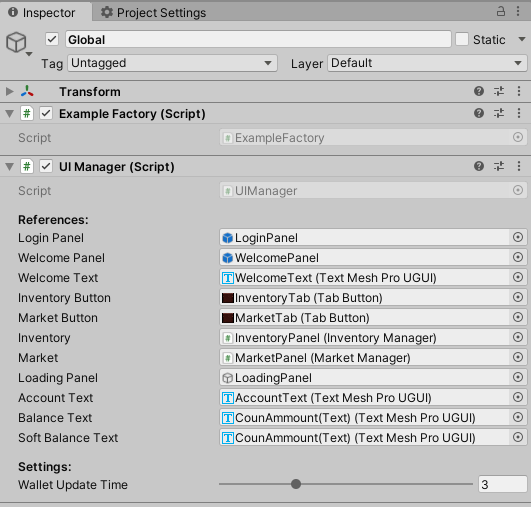 Inspector Project Settings
Global Static
Tag Untagged Layer Default
Transform
# Example Factory (Script)
Script # ExampleFactory
# UI Manager (Script)
Script # UIManager
References:
Login Panel LoginPanel
Welcome Panel WelcomePanel
Welcome Text T WelcomeText (Text Mesh Pro UGUI)
Inventory Button InventoryTab (Tab Button)
Market Button MarketTab (Tab Button)
Inventory # InventoryPanel (Inventory Manager)
Market # MarketPanel (Market Manager)
Loading Panel LoadingPanel
Account Text T AccountText (Text Mesh Pro UGUI)
Balance Text T CounAmmount(Text) (Text Mesh Pro UGUI)
Soft Balance Text T CounAmmount(Text) (Text Mesh Pro UGUI)
Settings:
Wallet Update Time 3